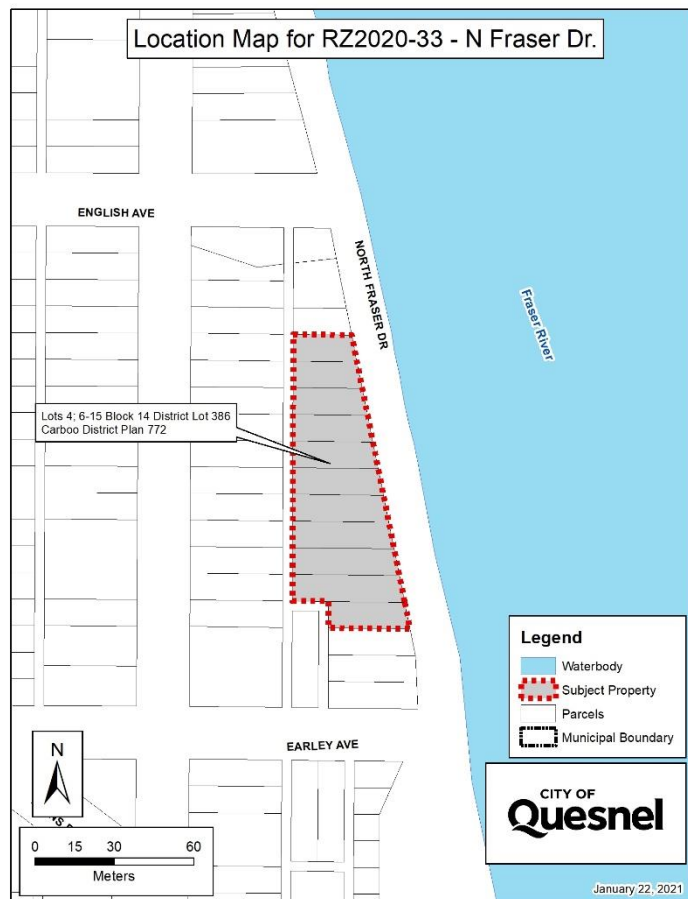 Location Map for RZ2020-33 - N Fraser Dr.
ENGLISH AVE
NORTH FRASER DR
Fraser River
Lots 4; 6-15 Block 14 District Lot 386
Carboo District Plan 772
Legend
Waterbody
Subject Property
Parcels
Municipal Boundary
N
EARLEY AVE
CITY OF
Quesnel
0 15 30 60
Meters
January 22, 2021